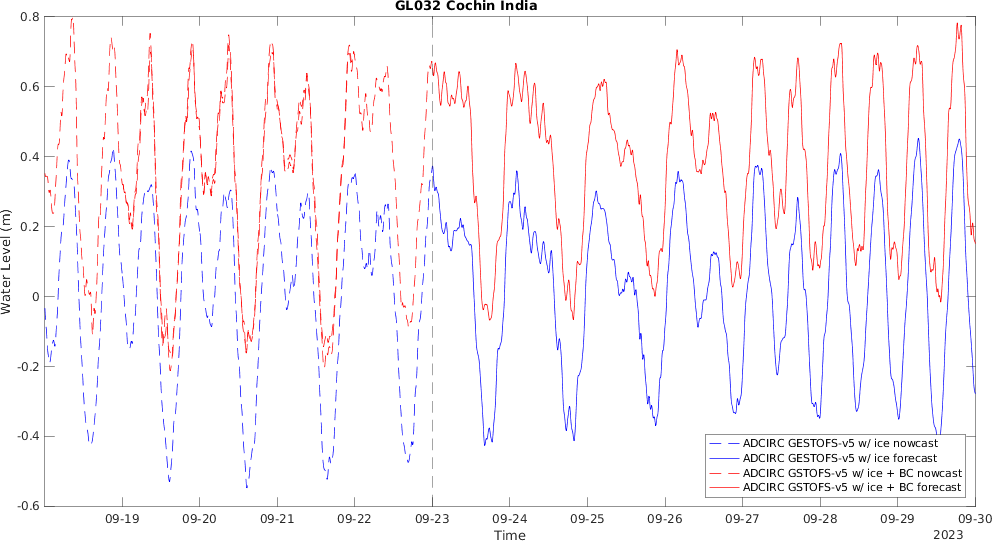 GL032 Cochin India
0.8
0.6
0.4
0.2
0
-0.2
-0.4
-0.6
Water Level (m)
ADCIRC GESTOFS-v5 w/ ice nowcast
ADCIRC GESTOFS-v5 w/ ice forecast
ADCIRC GSTOFS-v5 w/ ice + BC nowcast
ADCIRC GSTOFS-v5 w/ ice + BC forecast
09-19 09-20 09-21 09-22 09-23 09-24 09-25 09-26 09-27 09-28 09-29 09-30
Time
2023